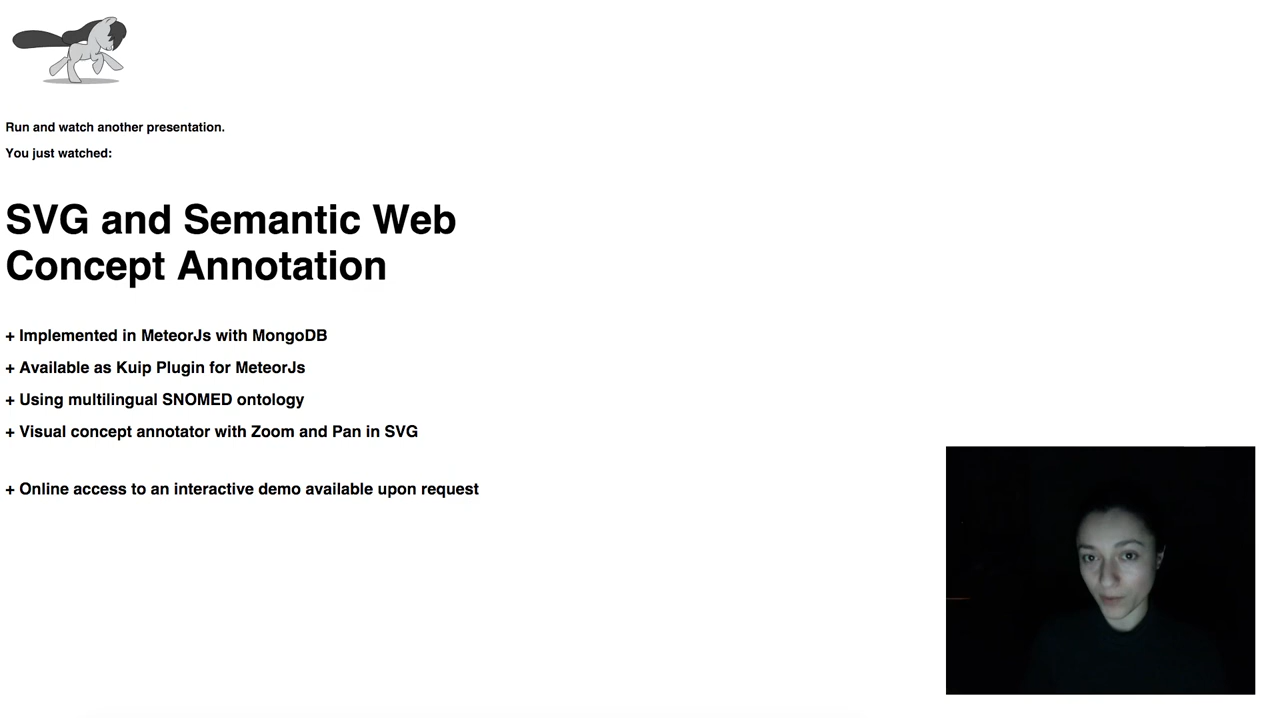 Run and watch another presentation.
You just watched:
SVG and Semantic Web
Concept Annotation
+ Implemented in MeteorJs with MongoDB
+ Available as Kuip Plugin for MeteorJs
+ Using multilingual SNOMED ontology
+ Visual concept annotator with Zoom and Pan in SVG
+ Online access to an interactive demo available upon request